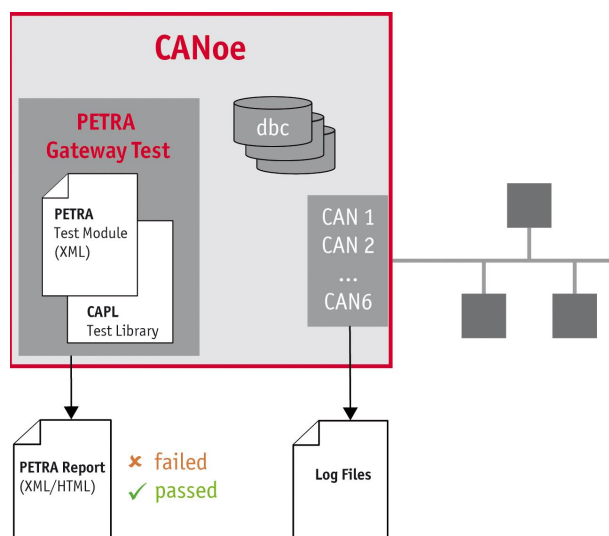 CANoe
PETRA
Gateway Test
dbc
PETRA
Test Module
(XML)
CAPL
Test Library
CAN 1
CAN 2
...
CAN6
PETRA Report
(XML/HTML)
✘ failed
✓ passed
Log Files